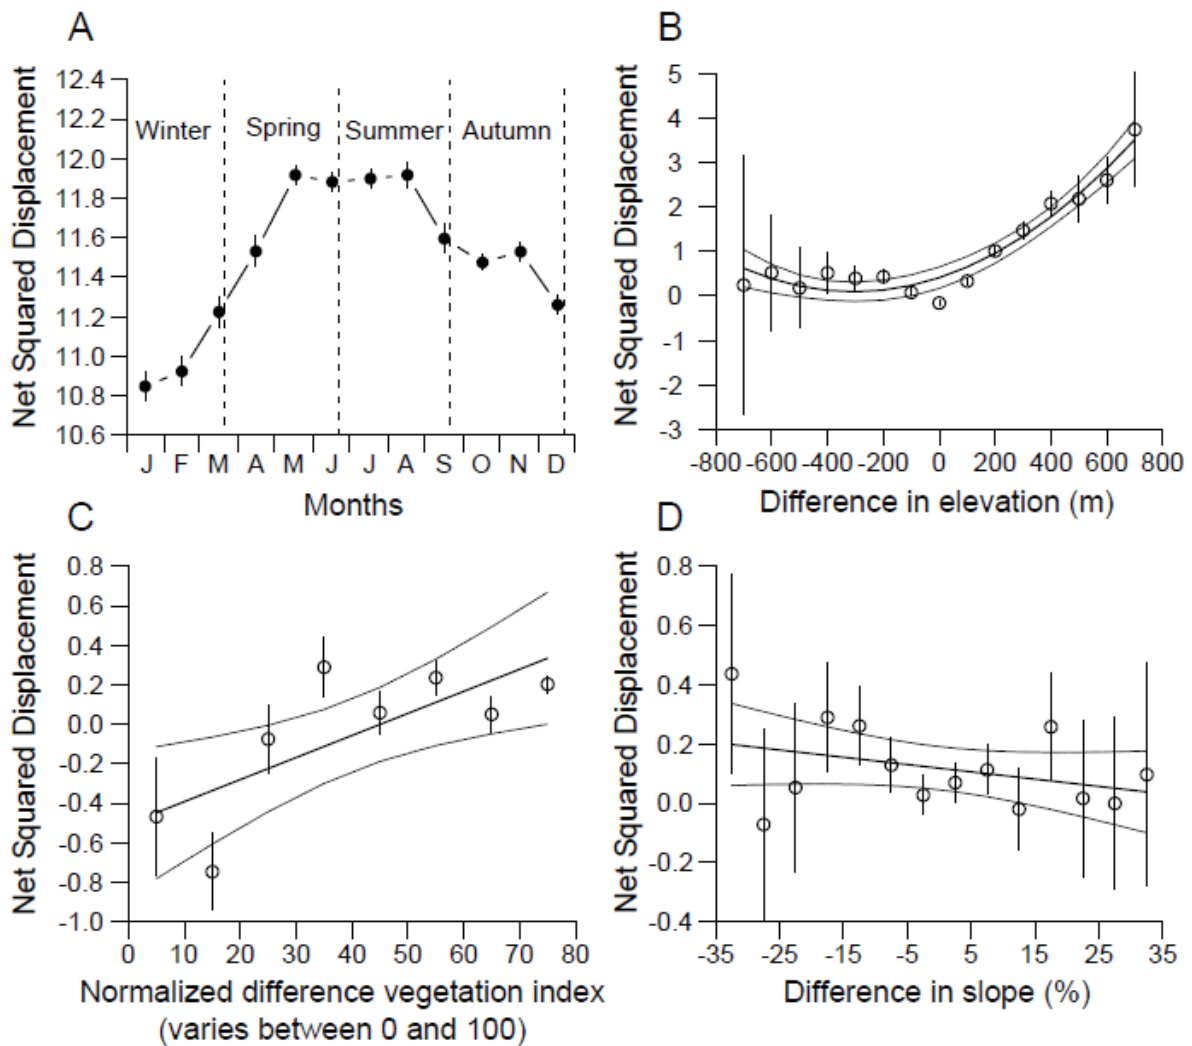 A
Net Squared Displacement
12.4
12.2
12.0
11.8
11.6
11.4
11.2
11.0
10.8
10.6
Winter Spring Summer Autumn
J F M A M J J A S O N D
Months
B
Net Squared Displacement
5
4
3
2
1
0
-1
-2
-3
-800 -600 -400 -200 0 200 400 600 800
Difference in elevation (m)
C
Net Squared Displacement
0.8
0.6
0.4
0.2
0.0
-0.2
-0.4
-0.6
-0.8
-1.0
0 10 20 30 40 50 60 70 80
Normalized difference vegetation index
(varies between 0 and 100)
D
Net Squared Displacement
0.8
0.6
0.4
0.2
0.0
-0.2
-0.4
-35 -25 -15 -5 5 15 25 35
Difference in slope (%)